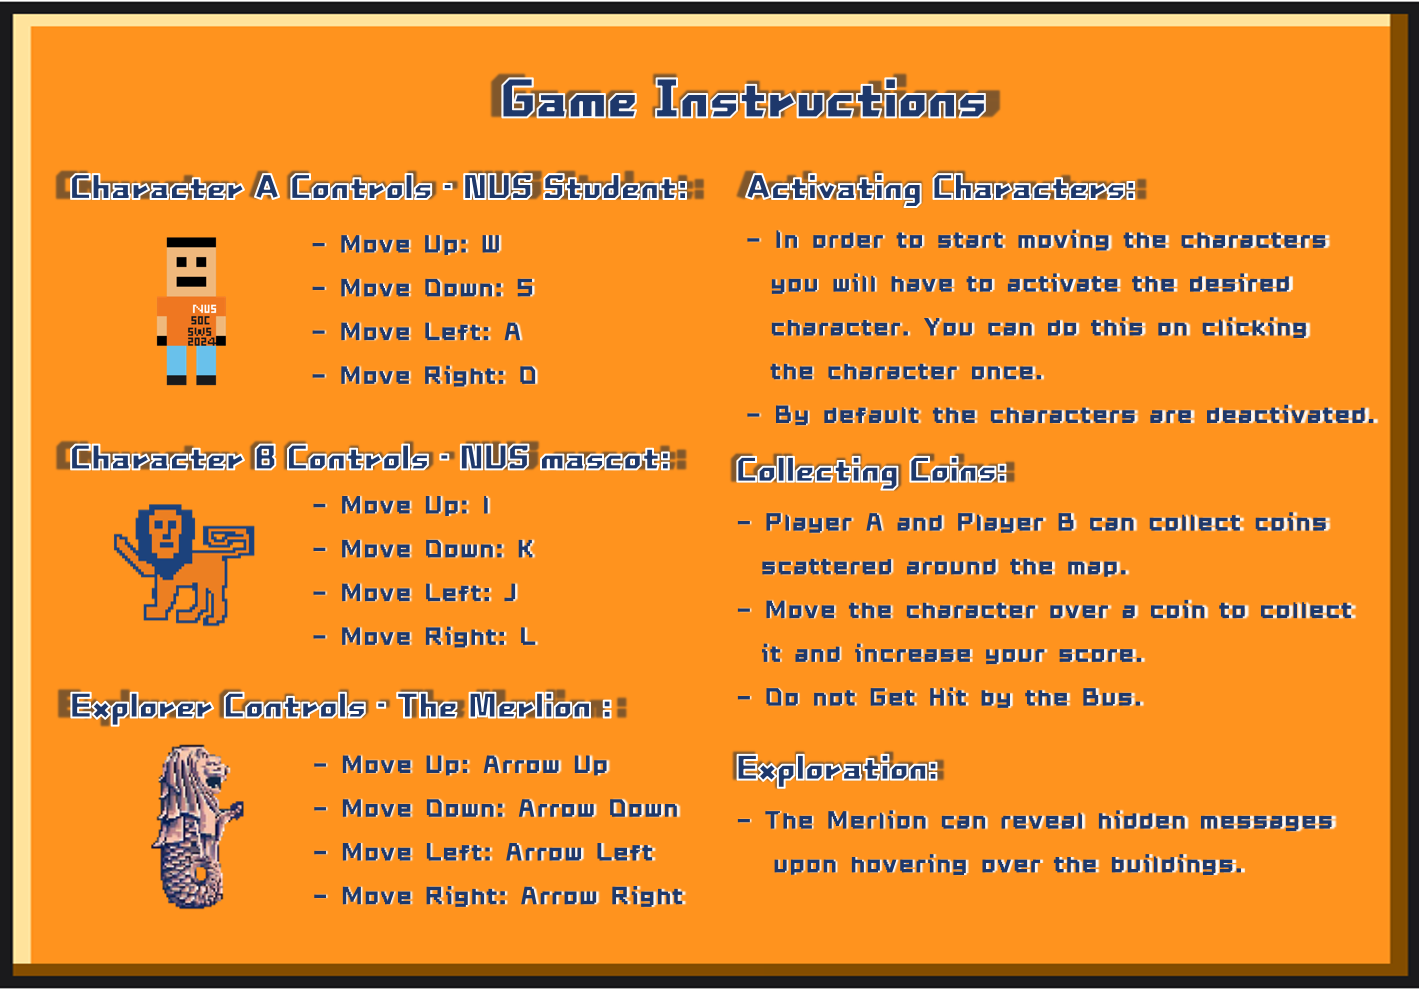 Game Instructions
Character A Controls - NUS Student:
- Move Up: W
- Move Down: S
- Move Left: A
- Move Right: D
NUS
SOC
SWS
2024
Character B Controls - NUS mascot:
- Move Up: I
- Move Down: K
- Move Left: J
- Move Right: L
Explorer Controls - The Merlion :
- Move Up: Arrow Up
- Move Down: Arrow Down
- Move Left: Arrow Left
- Move Right: Arrow Right
Activating Characters:
- In order to start moving the characters
you will have to activate the desired
character. You can do this on clicking
the character once.
- By default the characters are deactivated.
Collecting Coins:
- Player A and Player B can collect coins
scattered around the map.
- Move the character over a coin to collect
it and increase your score.
- Do not Get Hit by the Bus.
Exploration:
- The Merlion can reveal hidden messages
upon hovering over the buildings.